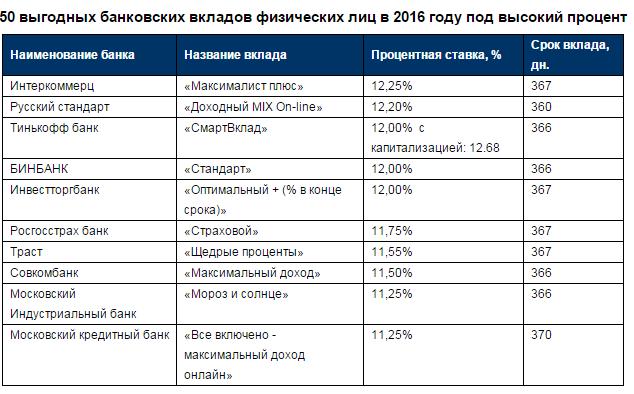 50 выгодных банковских вкладов физических лиц в 2016 году под высокий процент
Наименование банка Название вклада Процентная ставка, % Срок вклада, дн.
Интеркоммерц «Максималист плюс» 12,25% 367
Русский стандарт «Доходный MIX On-line» 12,20% 360
Тинькофф банк «СмартВклад» 12,00% с 366
капитализацией: 12.68
БИНБАНК «Стандарт» 12,00% 366
Инвестторгбанк «Оптимальный + (% в конце 12,00% 367
срока)»
Росгосстрах банк «Страховой» 11,75% 367
Траст «Щедрые проценты» 11,55% 367
Совкомбанк «Максимальный доход» 11,50% 366
Московский «Мороз и солнце» 11,25% 366
Индустриальный банк
Московский кредитный банк «Все включено - 11,25% 370
максимальный доход
онлайн»